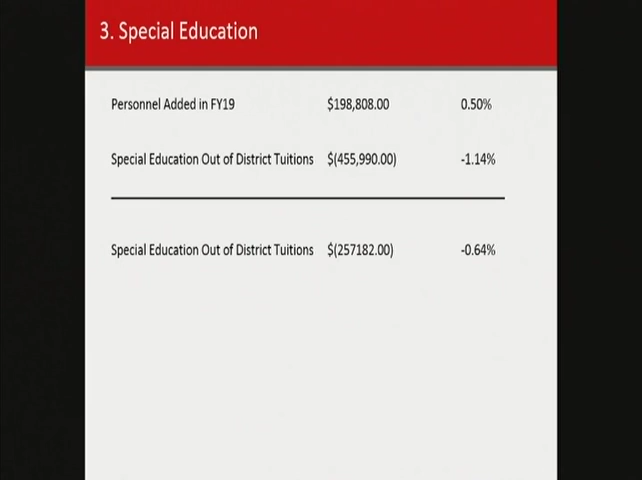 3. Special Education
Personnel Added in FY19 $198,808.00 0.50%
Special Education Out of District Tuitions $(455,990.00) -1.14%
Special Education Out of District Tuitions $(257182.00) -0.64%